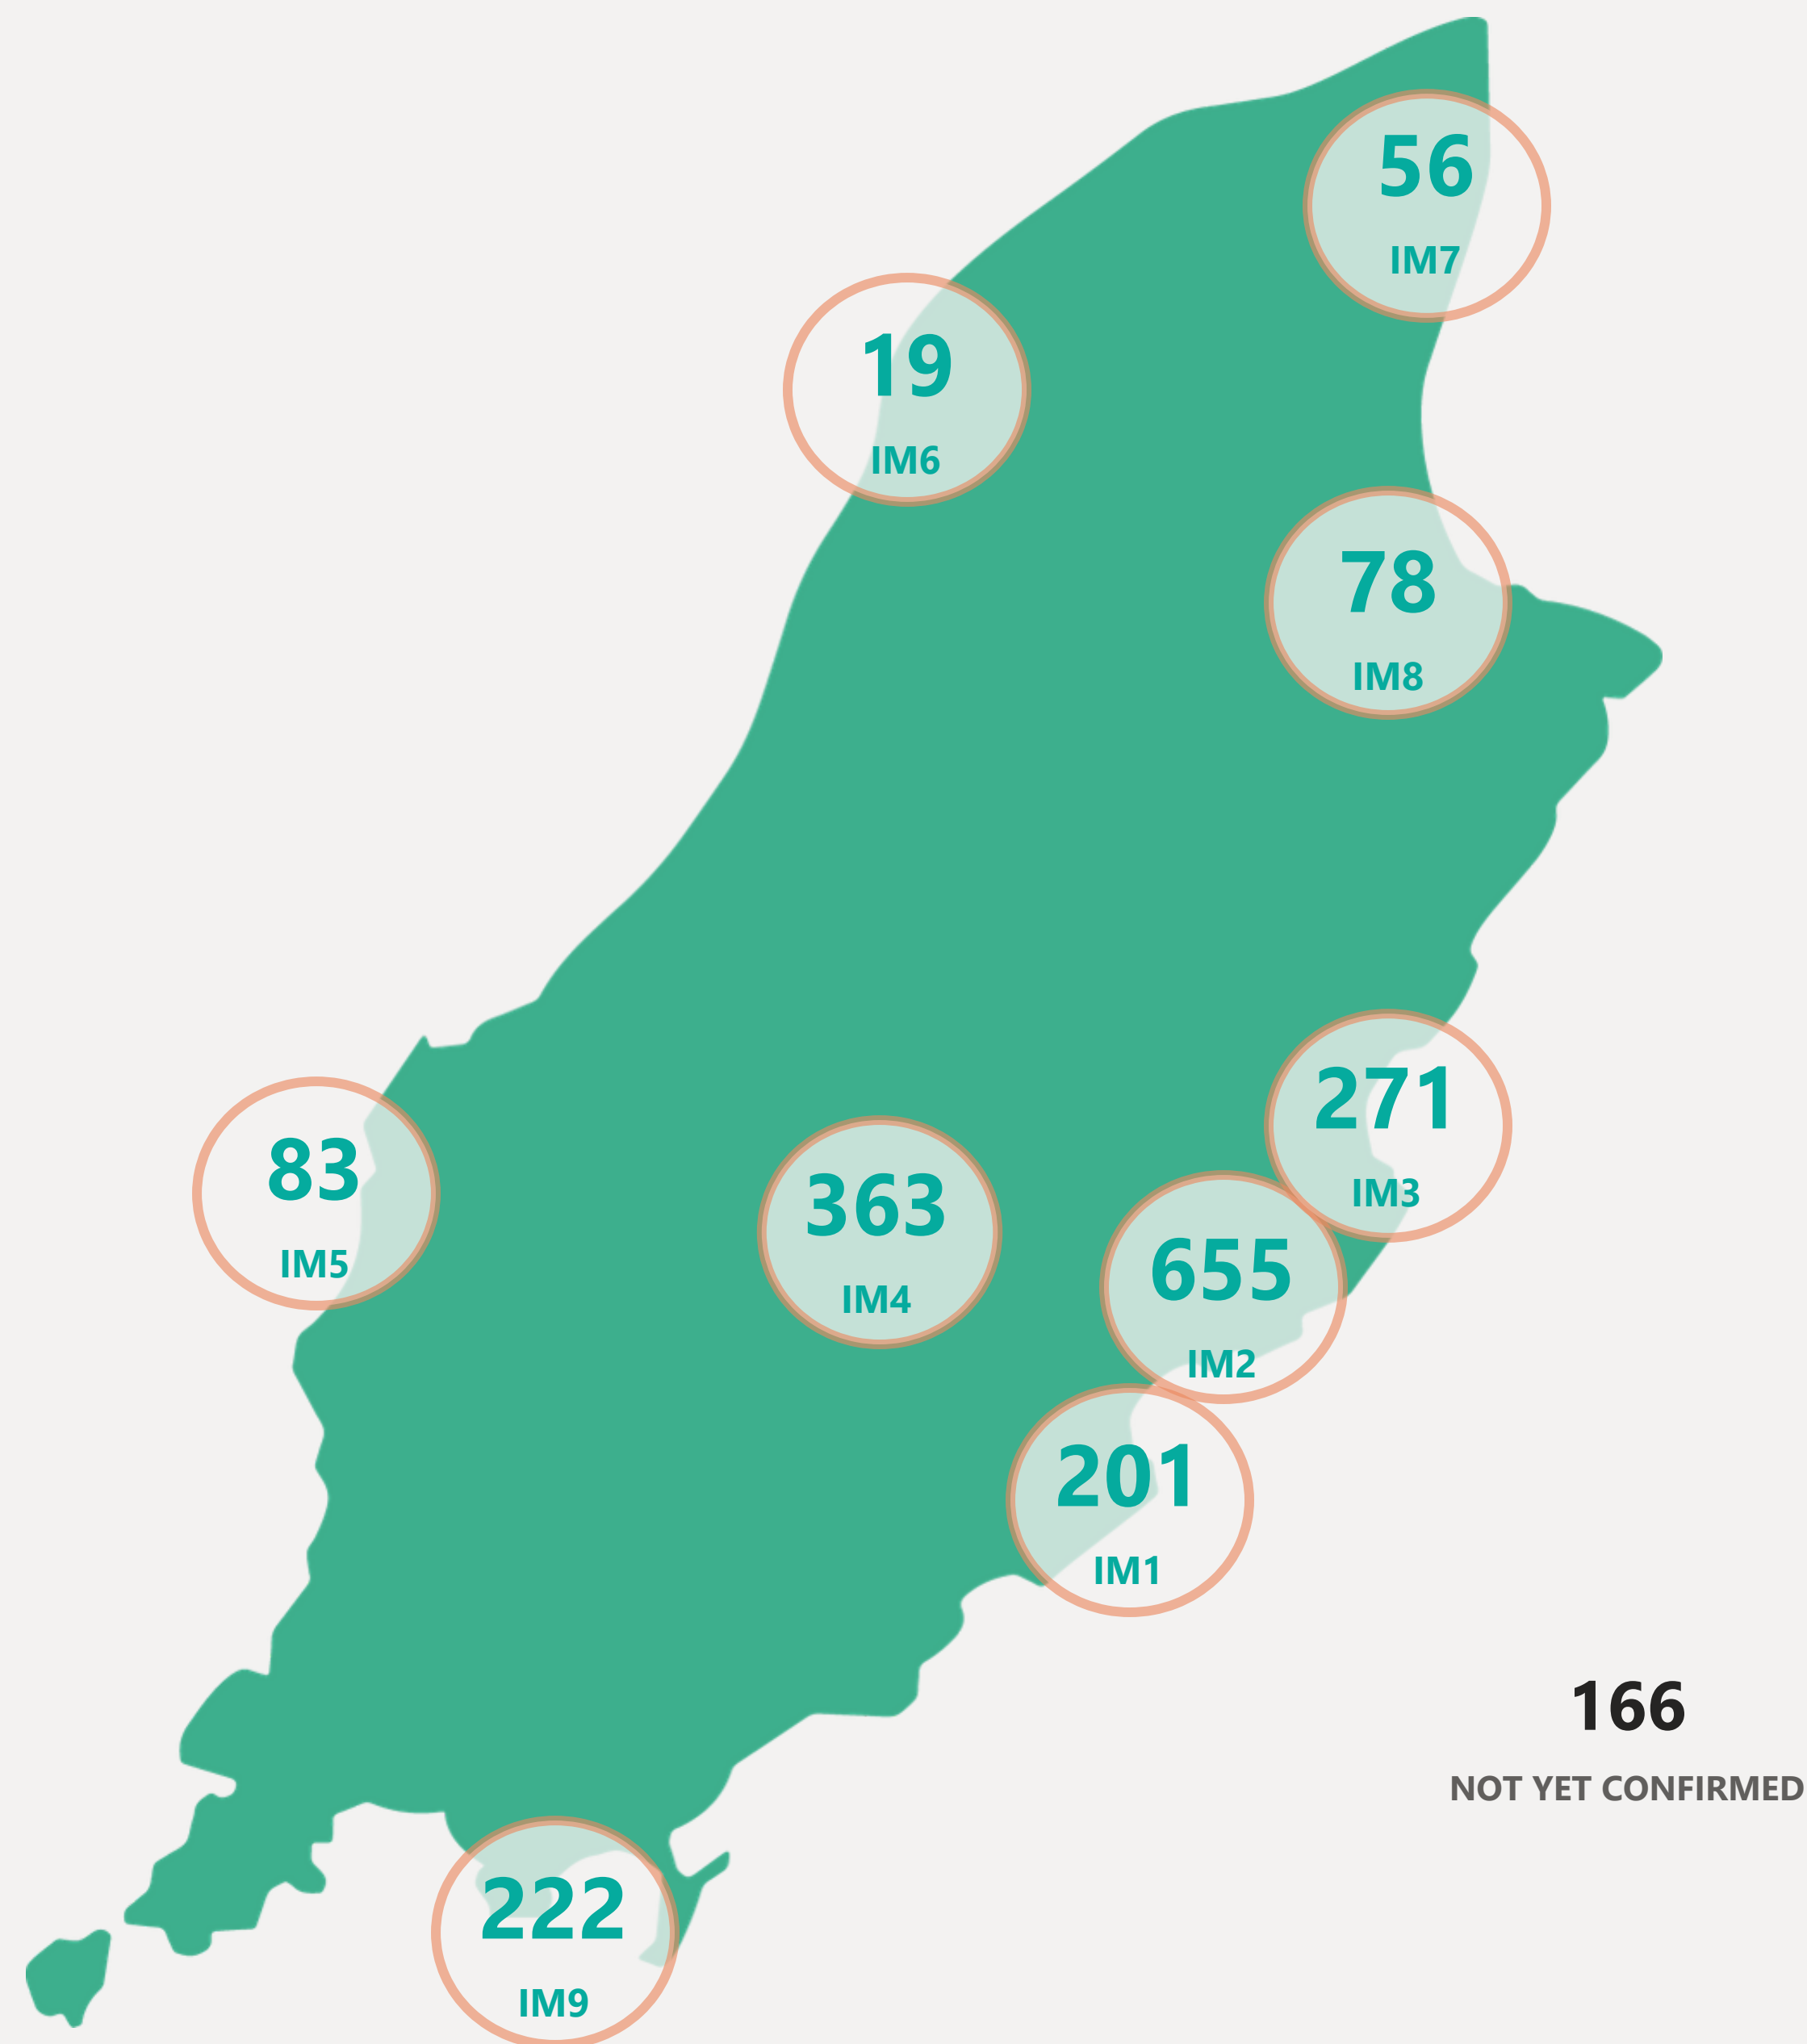 56
IM7
19
IM6
78
IM8
271
IM3
83
IM5
363
IM4
655
IM2
201
IM1
166
NOT YET CONFIRMED
222
IM9